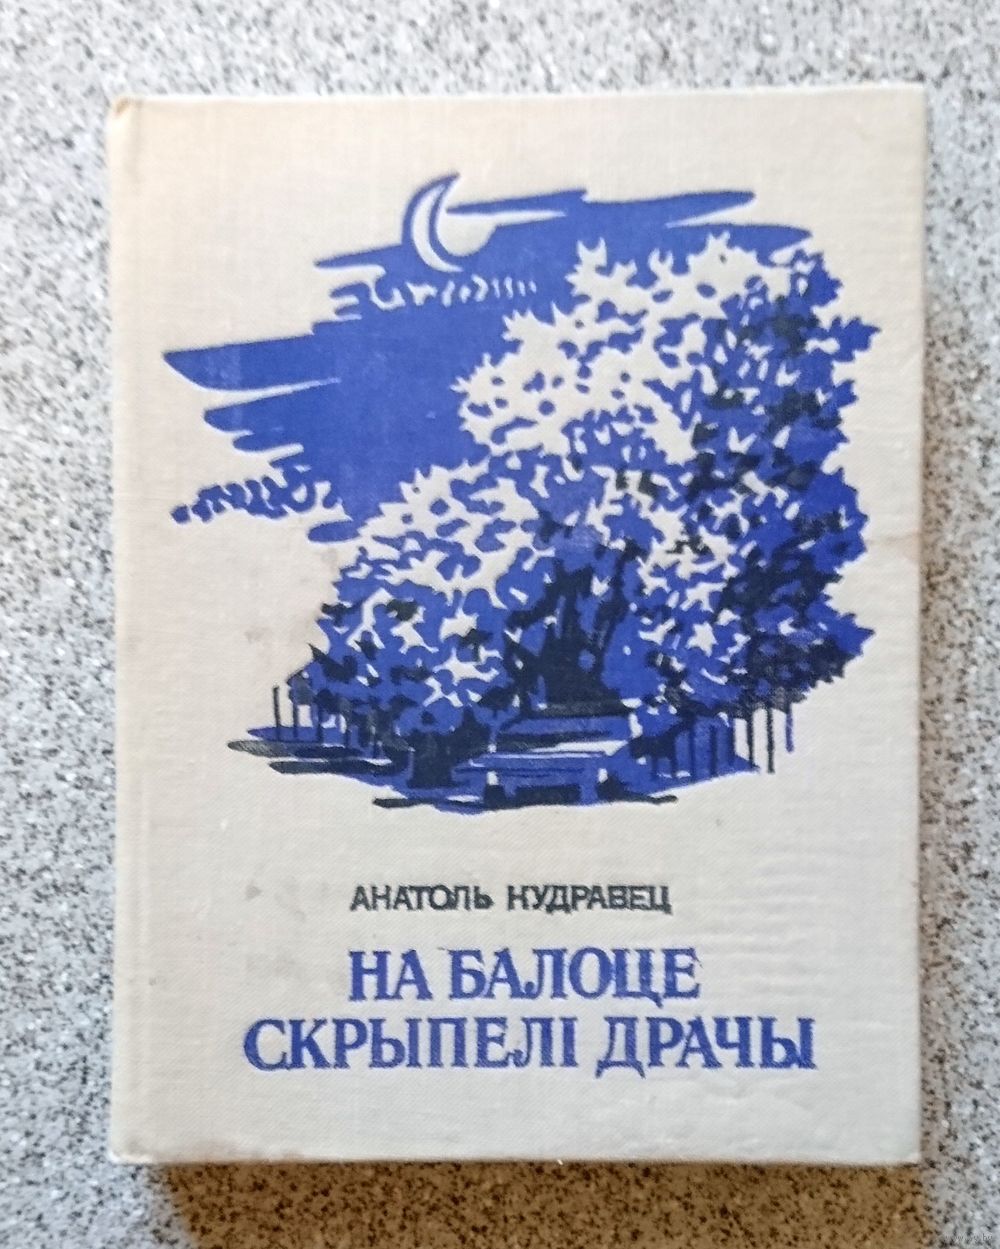 АНАТОЛЬ КУДРАВЕЦ
НА БАЛОЦЕ
СКРЫПЕЛІ ДРАЧЫ